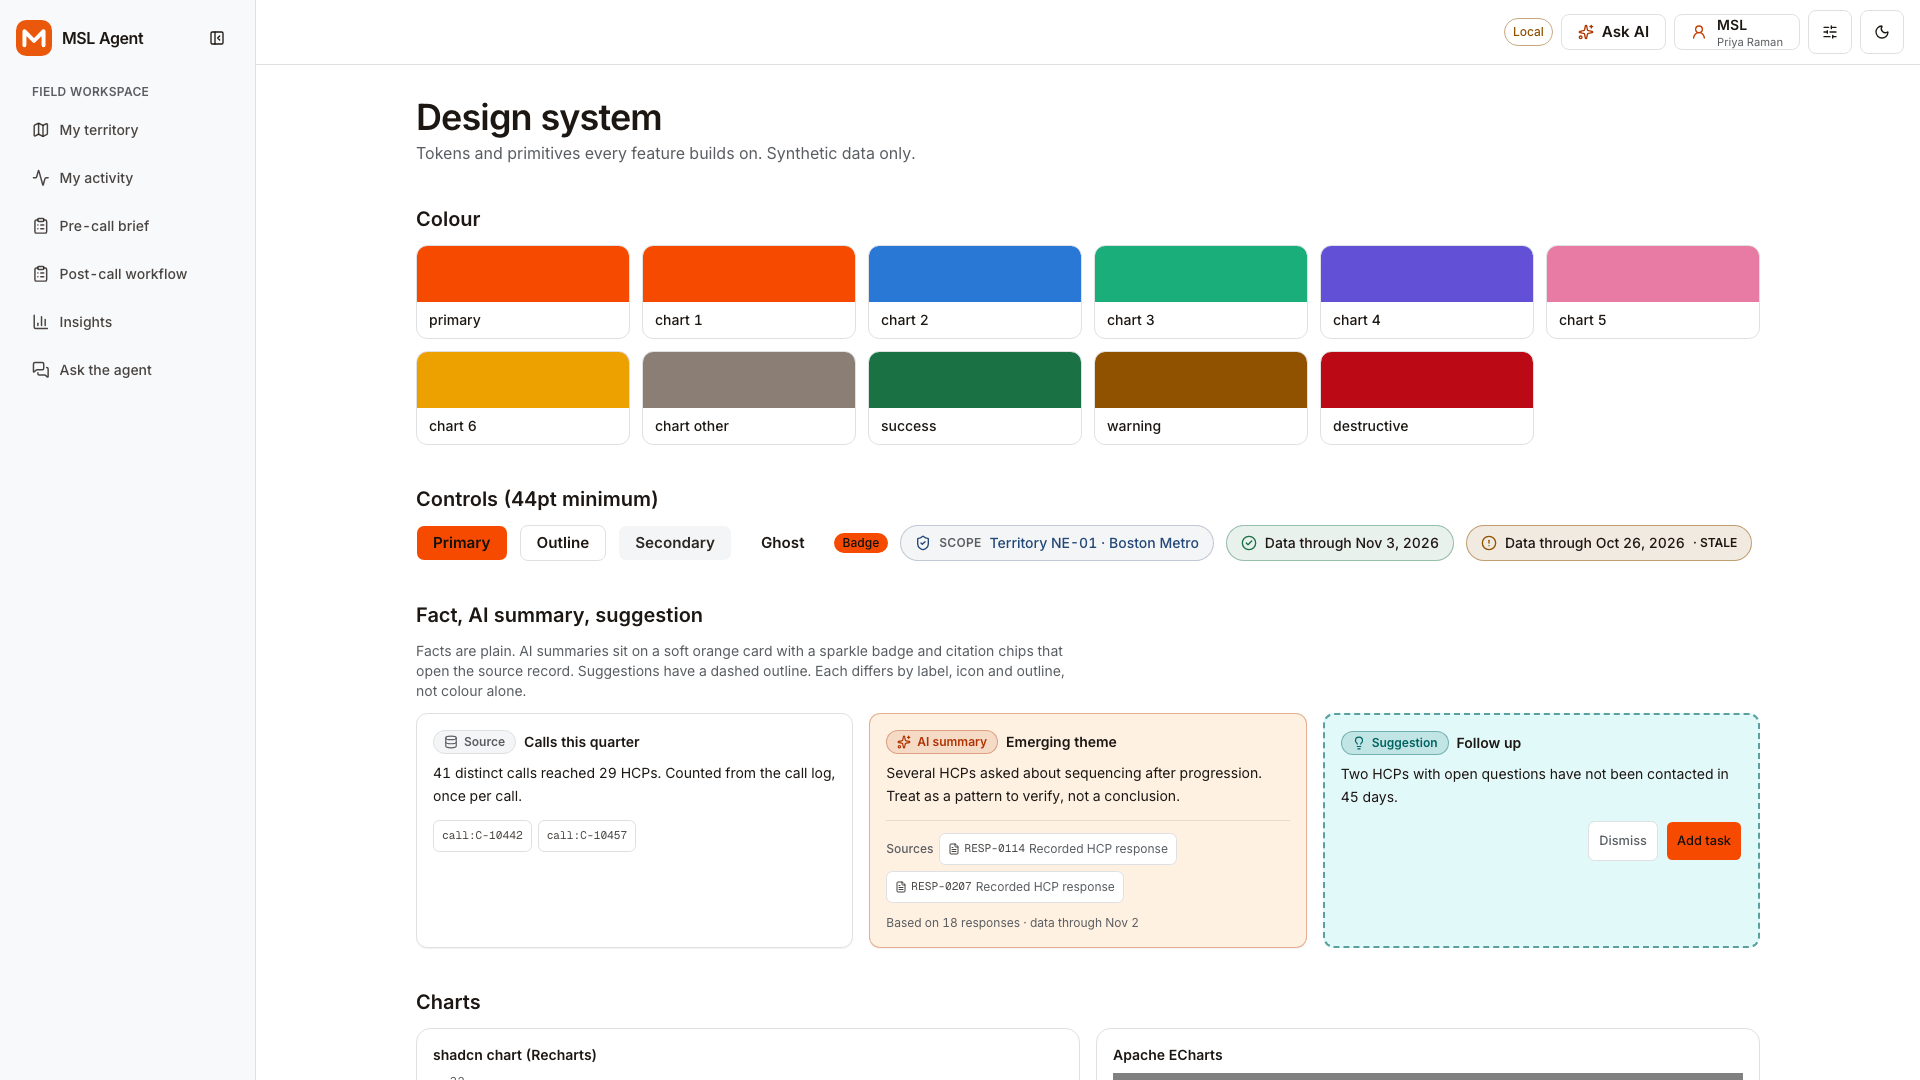 MSL Agent
FIELD WORKSPACE
My territory
My activity
Pre-call brief
Post-call workflow
Insights
Ask the agent
Local
Ask AI
MSL
Priya Raman
Design system
Tokens and primitives every feature builds on. Synthetic data only.
Colour
primary
chart 1
chart 2
chart 3
chart 4
chart 5
chart 6
chart other
success
warning
destructive
Controls (44pt minimum)
Primary
Outline
Secondary
Ghost
Badge
SCOPE Territory NE-01 · Boston Metro
Data through Nov 3, 2026
Data through Oct 26, 2026 · STALE
Fact, AI summary, suggestion
Facts are plain. AI summaries sit on a soft orange card with a sparkle badge and citation chips that
open the source record. Suggestions have a dashed outline. Each differs by label, icon and outline,
not colour alone.
Source Calls this quarter
41 distinct calls reached 29 HCPs. Counted from the call log,
once per call.
call:C-10442 call:C-10457
AI summary Emerging theme
Several HCPs asked about sequencing after progression.
Treat as a pattern to verify, not a conclusion.
Sources RESP-0114 Recorded HCP response
RESP-0207 Recorded HCP response
Based on 18 responses · data through Nov 2
Suggestion Follow up
Two HCPs with open questions have not been contacted in
45 days.
Dismiss Add task
Charts
shadcn chart (Recharts)
Apache ECharts